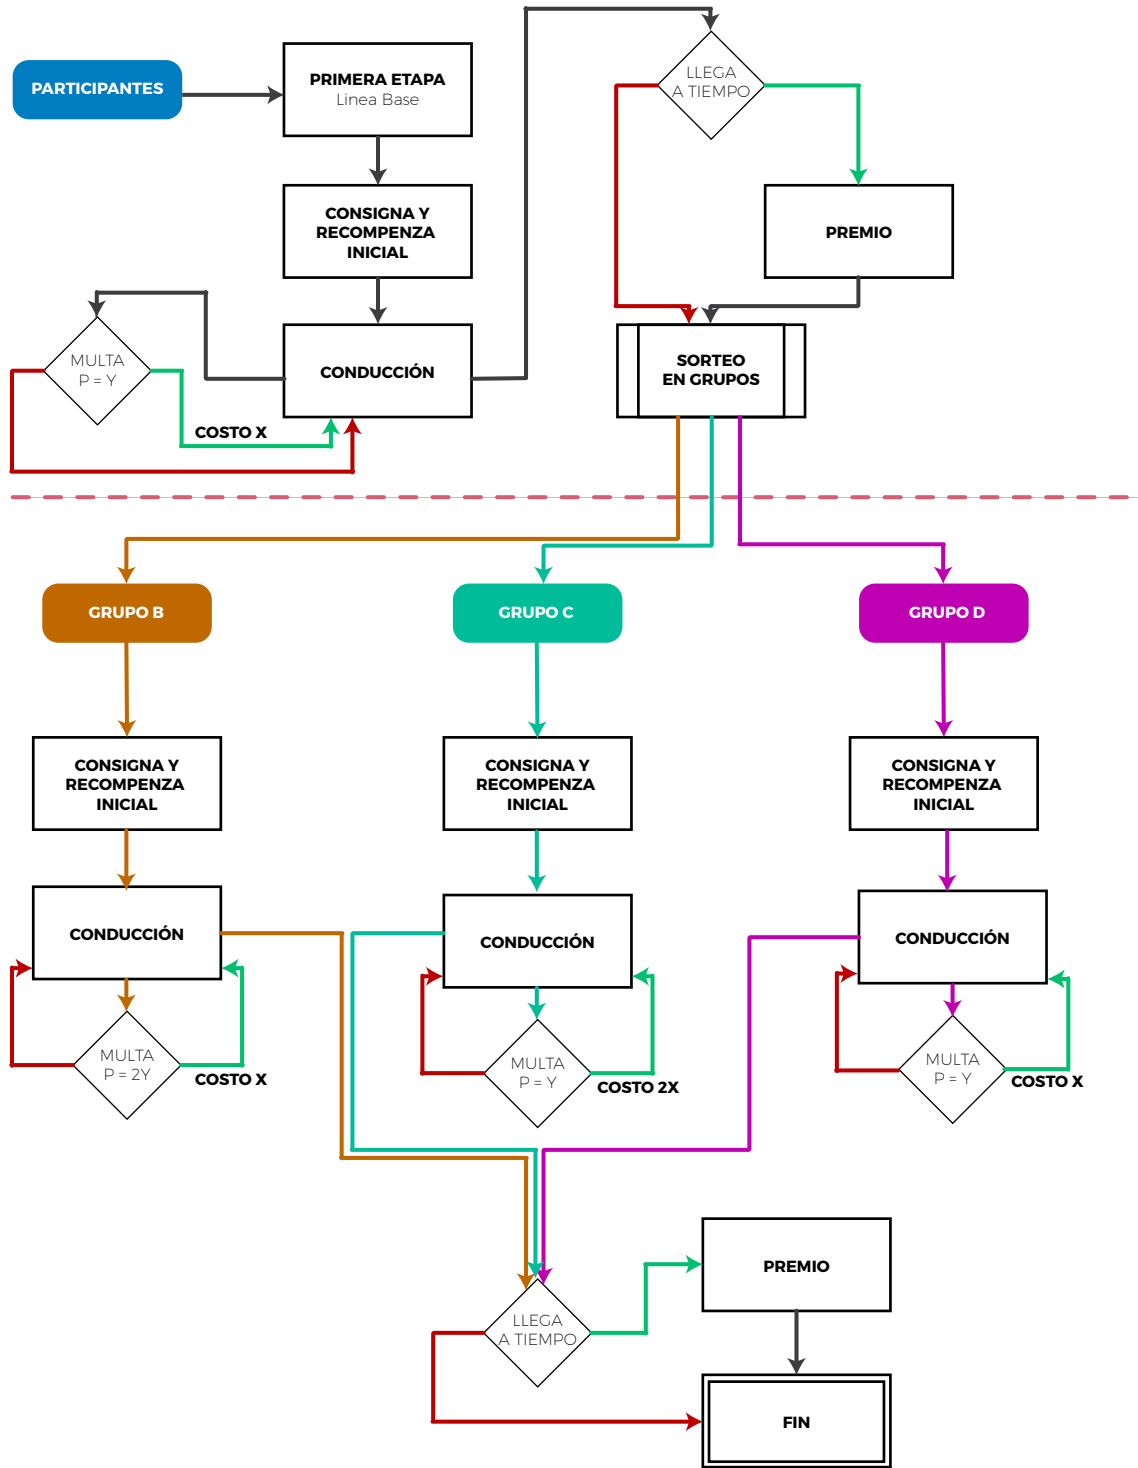 PARTICIPANTES
PRIMERA ETAPA
Linea Base
CONSIGNA Y
RECOMPENZA
INICIAL
CONDUCCIÓN
MULTA
P = Y
COSTO X
LLEGA
A TIEMPO
PREMIO
SORTEO
EN GRUPOS
GRUPO B
GRUPO C
GRUPO D
CONSIGNA Y
RECOMPENZA
INICIAL
CONSIGNA Y
RECOMPENZA
INICIAL
CONSIGNA Y
RECOMPENZA
INICIAL
CONDUCCIÓN
CONDUCCIÓN
CONDUCCIÓN
MULTA
P = 2Y
COSTO X
MULTA
P = Y
COSTO 2X
MULTA
P = Y
COSTO X
LLEGA
A TIEMPO
PREMIO
FIN